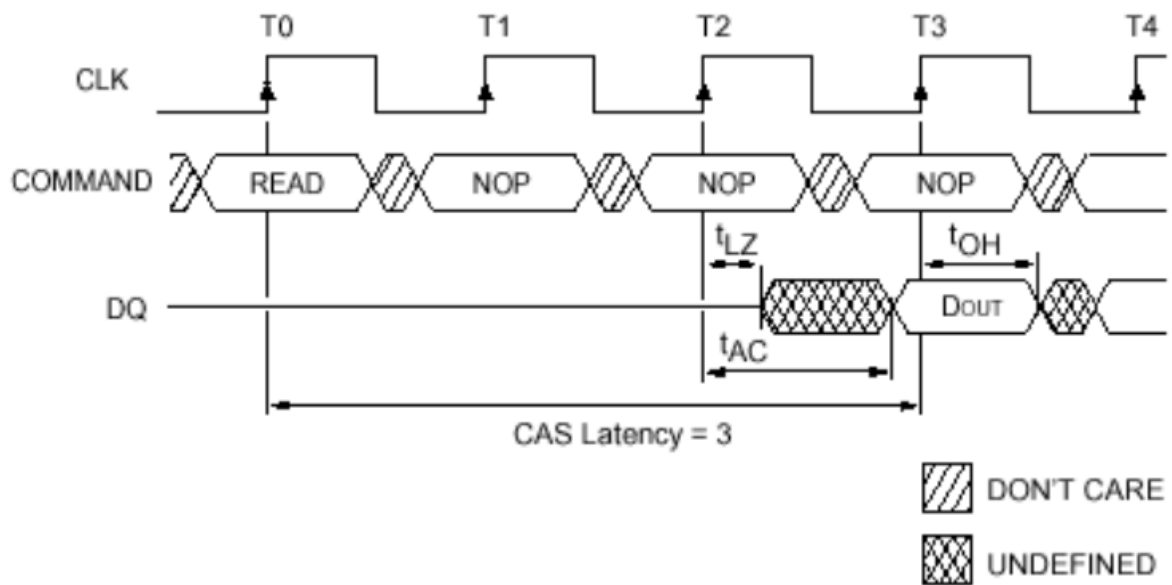 T0 T1 T2 T3 T4
CLK
COMMAND READ NOP NOP NOP
tLZ tOH
DQ DOUT
tAC
CAS Latency = 3
DON'T CARE
UNDEFINED